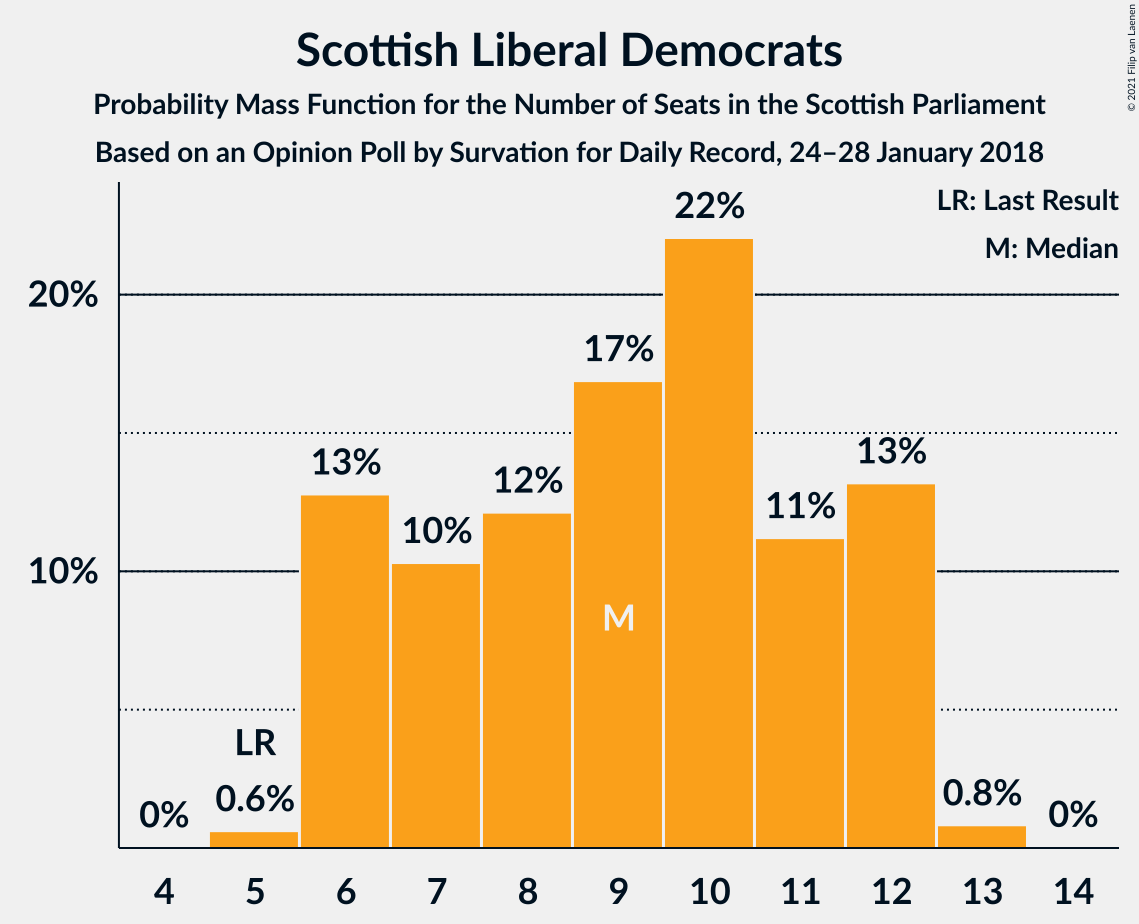 Scottish Liberal Democrats
Probability Mass Function for the Number of Seats in the Scottish Parliament
Based on an Opinion Poll by Survation for Daily Record, 24–28 January 2018
© 2021 Filip van Laenen
LR: Last Result
M: Median
20%
10%
0%
LR
0.6%
13%
10%
12%
17%
M
22%
11%
13%
0.8%
0%
4 5 6 7 8 9 10 11 12 13 14